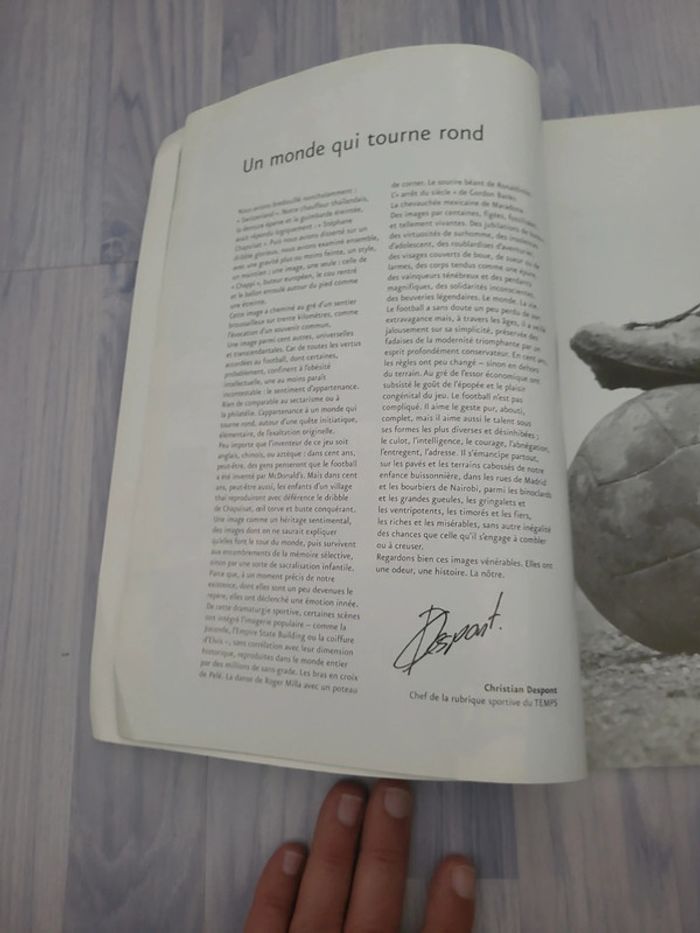 Un monde qui tourne rond
Nous avions bredouillé nonchalamment :
« Switzerland ». Notre chauffeur thaïlandais,
la denture éparse et la guimbarde éreintée,
avait répondu logiquement : « Stéphane
Chapuisat ». Puis nous avions disserté sur un
dribble glorieux, nous avions examiné ensemble,
avec une gravité plus ou moins feinte, un style,
un maintien ; une image, une seule : celle de
« Chappi », buteur européen, le cou rentré
et le ballon enroulé autour du pied comme
une étreinte.
Cette image a cheminé au gré d'un sentier
broussailleux sur trente kilomètres, comme
l'évocation d'un souvenir commun.
Une image parmi cent autres, universelles
et transcendantales. Car de toutes les vertus
accordées au football, dont certaines,
probablement, confinent à l'obésité
intellectuelle, une au moins paraît
incontestable : le sentiment d'appartenance.
Rien de comparable au sectarisme ou à
la philatélie. L'appartenance à un monde qui
tourne rond, autour d'une quête initiatique,
élémentaire, de l'exaltation originelle.
Peu importe que l'inventeur de ce jeu soit
anglais, chinois, ou aztèque : dans cent ans,
peut-être, des gens penseront que le football
a été inventé par McDonald's. Mais dans cent
ans, peut-être aussi, les enfants d'un village
thaï reproduiront avec déférence le dribble
de Chapuisat, œil torve et buste conquérant.
Une image comme un héritage sentimental,
des images dont on ne saurait expliquer
qu'elles font le tour du monde, puis survivent
aux encombrements de la mémoire sélective,
sinon par une sorte de sacralisation infantile.
Parce que, à un moment précis de notre
existence, dont elles sont un peu devenues le
repère, elles ont déclenché une émotion innée.
De cette dramaturgie sportive, certaines scènes
ont intégré l'imagerie populaire – comme la
Joconde, l'Empire State Building ou la coiffure
d'Elvis –, sans corrélation avec leur dimension
historique, reproduites dans le monde entier
par des millions de sans-grade. Les bras en croix
de Pelé. La danse de Roger Milla avec un poteau
de corner. Le sourire béant de Ronaldinho.
L'« arrêt du siècle » de Gordon Banks.
La chevauchée mexicaine de Maradona.
Des images par centaines, figées,
et tellement vivantes. Des jubilations de
des virtuosités de surhomme, des insolences
d'adolescent, des roublardises d'aventurier,
des visages couverts de boue, de sueur ou de
larmes, des corps tendus comme une épure,
des vainqueurs ténébreux et des perdants
magnifiques, des solidarités inconscientes,
des beuveries légendaires. Le monde. La vie.
Le football a sans doute un peu perdu de son
extravagance mais, à travers les âges, il a veillé
jalousement sur sa simplicité, préservée des
fadaises de la modernité triomphante par un
esprit profondément conservateur. En cent ans,
les règles ont peu changé – sinon en dehors
du terrain. Au gré de l'essor économique ont
subsisté le goût de l'épopée et le plaisir
congénital du jeu. Le football n'est pas
compliqué. Il aime le geste pur, abouti,
complet, mais il aime aussi le talent sous
ses formes les plus diverses et désinhibées :
le culot, l'intelligence, le courage, l'abnégation,
l'entregent, l'adresse. Il s'émancipe partout,
sur les pavés et les terrains cabossés de notre
enfance buissonnière, dans les rues de Madrid
et les bourbiers de Nairobi, parmi les binoclards
et les grandes gueules, les gringalets et
les ventripotents, les timorés et les fiers,
les riches et les misérables, sans autre inégalité
des chances que celle qu'il s'engage à combler
ou à creuser.
Regardons bien ces images vénérables. Elles ont
une odeur, une histoire. La nôtre.
CDespont.
Christian Despont
Chef de la rubrique sportive du TEMPS